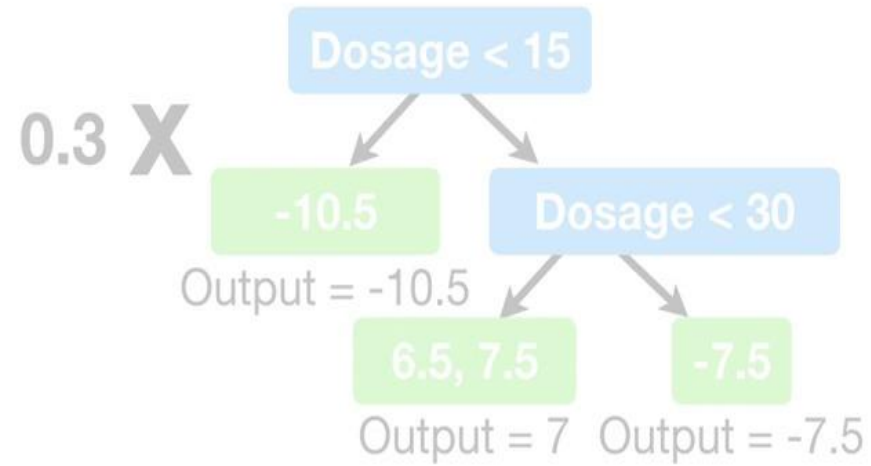 Dosage < 15
0.3 X
-10.5
Dosage < 30
Output = -10.5
6.5, 7.5
-7.5
Output = 7
Output = -7.5